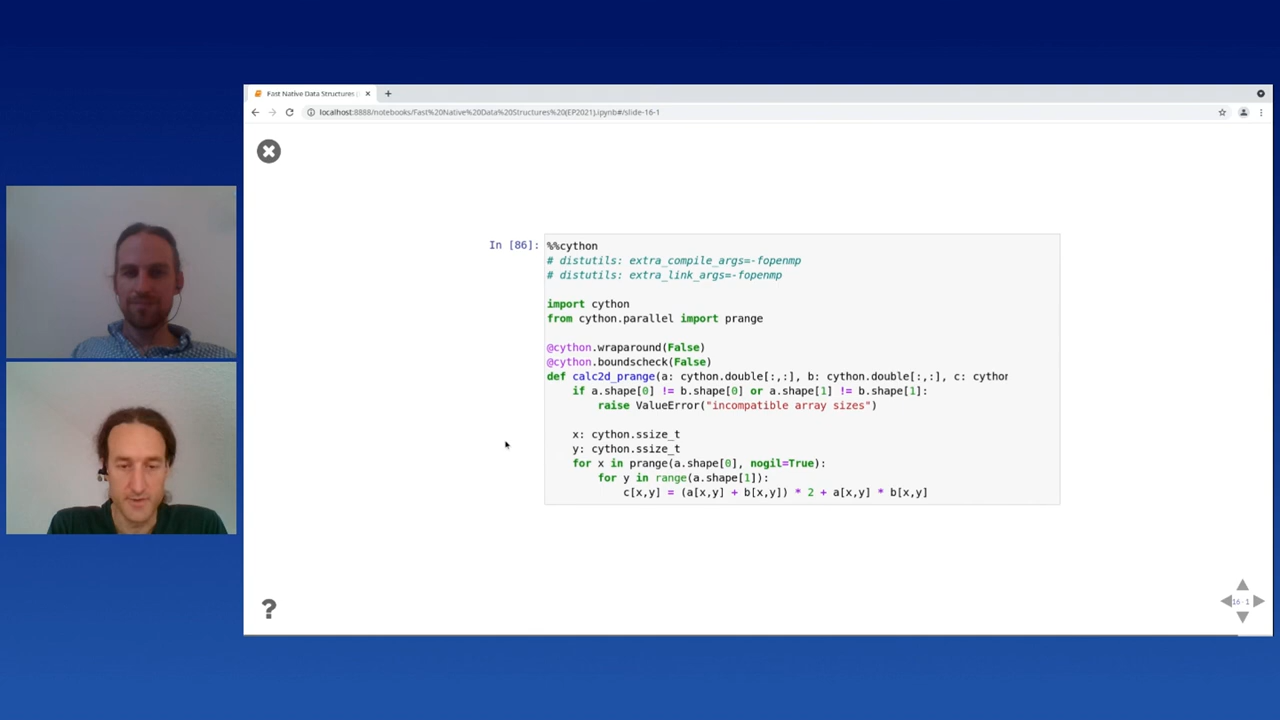 Fast Native Data Structures (
localhost:8888/notebooks/Fast%20Native%20Data%20Structures%20(EP2021).ipynb#/slide-16-1
In [86]:
%%cython
# distutils: extra_compile_args=-fopenmp
# distutils: extra_link_args=-fopenmp
import cython
from cython.parallel import prange
@cython.wraparound(False)
@cython.boundscheck(False)
def calc2d_prange(a: cython.double[:,:], b: cython.double[:,:], c: cython
if a.shape[0] != b.shape[0] or a.shape[1] != b.shape[1]:
raise ValueError("incompatible array sizes")
x: cython.ssize_t
y: cython.ssize_t
for x in prange(a.shape[0], nogil=True):
for y in range(a.shape[1]):
c[x,y] = (a[x,y] + b[x,y]) * 2 + a[x,y] * b[x,y]
?
16-1